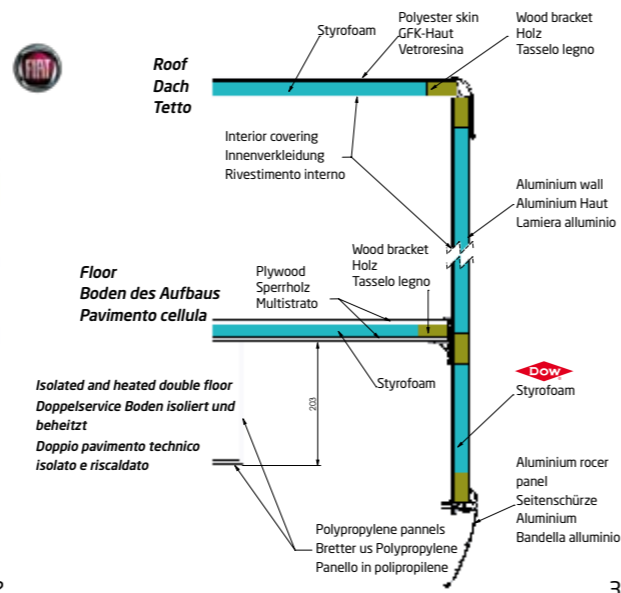 FIAT
Roof
Dach
Tetto
Styrofoam
Polyester skin
GFK-Haut
Vetroresina
Wood bracket
Holz
Tasselo legno
Interior covering
Innenverkleidung
Rivestimento interno
Aluminium wall
Aluminium Haut
Lamiera alluminio
Floor
Boden des Aufbaus
Pavimento cellula
Plywood
Sperrholz
Multistrato
Wood bracket
Holz
Tasselo legno
Isolated and heated double floor
Doppelservice Boden isoliert und
beheitzt
Doppio pavimento technico
isolato e riscaldato
203
Styrofoam
Dow
Styrofoam
Aluminium rocer
panel
Seitenschürze
Aluminium
Bandella alluminio
Polypropylene pannels
Bretter us Polypropylene
Panello in polipropilene
3